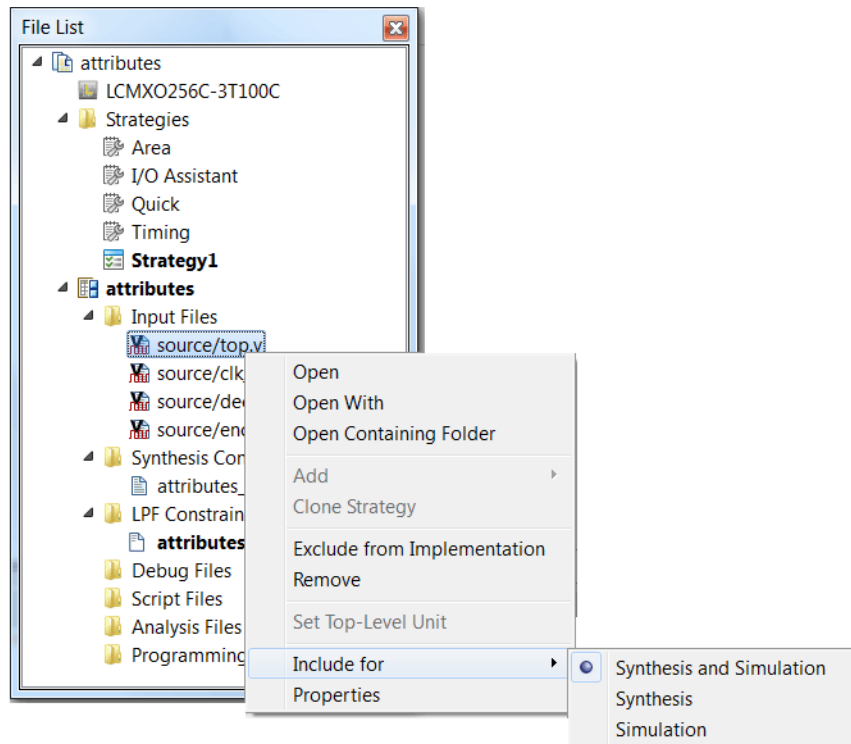 File List
attributes
LCMXO256C-3T100C
Strategies
Area
I/O Assistant
Quick
Timing
Strategy1
attributes
Input Files
source/top.v
source/clk_
source/de
source/en
Synthesis Con
attributes_
LPF Constrain
attributes
Debug Files
Script Files
Analysis Files
Programming
Open
Open With
Open Containing Folder
Add
Clone Strategy
Exclude from Implementation
Remove
Set Top-Level Unit
Include for
Properties
Synthesis and Simulation
Synthesis
Simulation